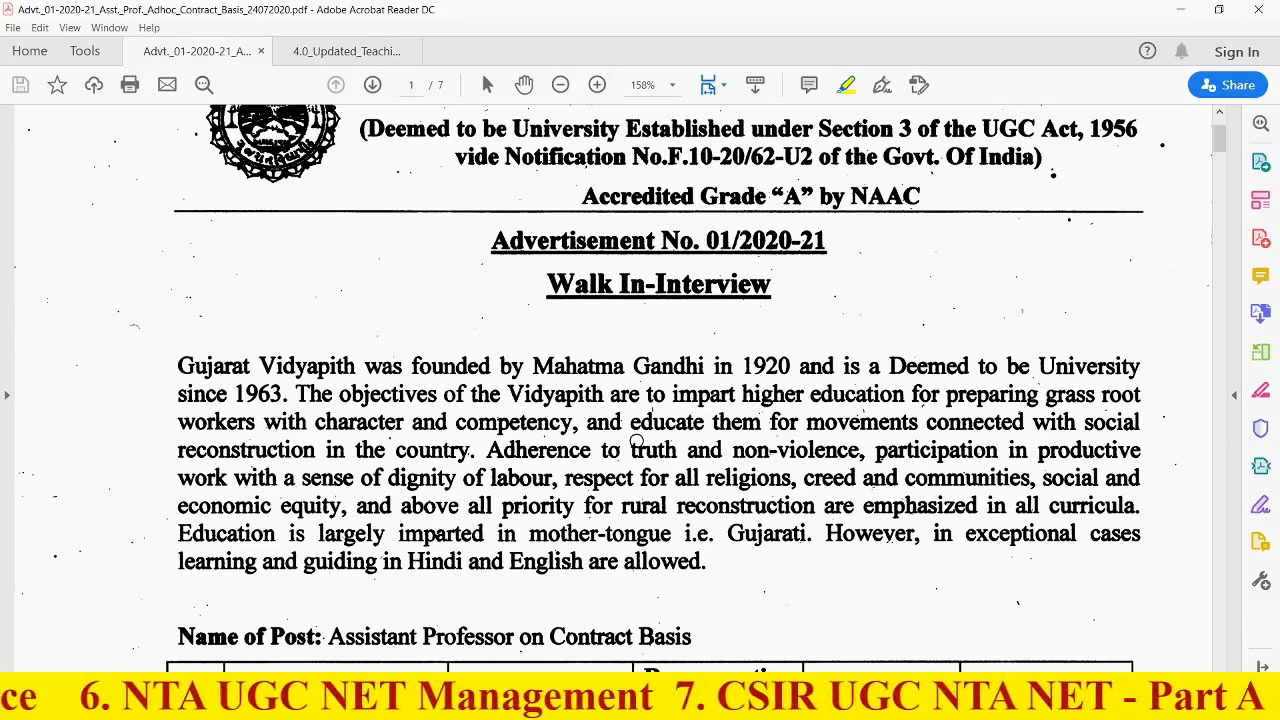 Advt._01-2020-21_Asst._Prof._Adhoc_Contract_Basis_24072020.pdf - Adobe Acrobat Reader DC
File Edit View Window Help
Home Tools Advt._01-2020-21_A... × 4.0_Updated_Teachi... Sign In
1 / 7 158% Share
(Deemed to be University Established under Section 3 of the UGC Act, 1956
vide Notification No.F.10-20/62-U2 of the Govt. Of India)
Accredited Grade “A” by NAAC
Advertisement No. 01/2020-21
Walk In-Interview
Gujarat Vidyapith was founded by Mahatma Gandhi in 1920 and is a Deemed to be University
since 1963. The objectives of the Vidyapith are to impart higher education for preparing grass root
workers with character and competency, and educate them for movements connected with social
reconstruction in the country. Adherence to truth and non-violence, participation in productive
work with a sense of dignity of labour, respect for all religions, creed and communities, social and
economic equity, and above all priority for rural reconstruction are emphasized in all curricula.
Education is largely imparted in mother-tongue i.e. Gujarati. However, in exceptional cases
learning and guiding in Hindi and English are allowed.
Name of Post: Assistant Professor on Contract Basis
ce 6. NTA UGC NET Management 7. CSIR UGC NTA NET - Part A